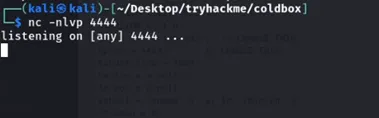 ┌──(kali㉿kali)-[~/Desktop/tryhackme/coldbox]
└─$ nc -nlvp 4444
listening on [any] 4444 ...